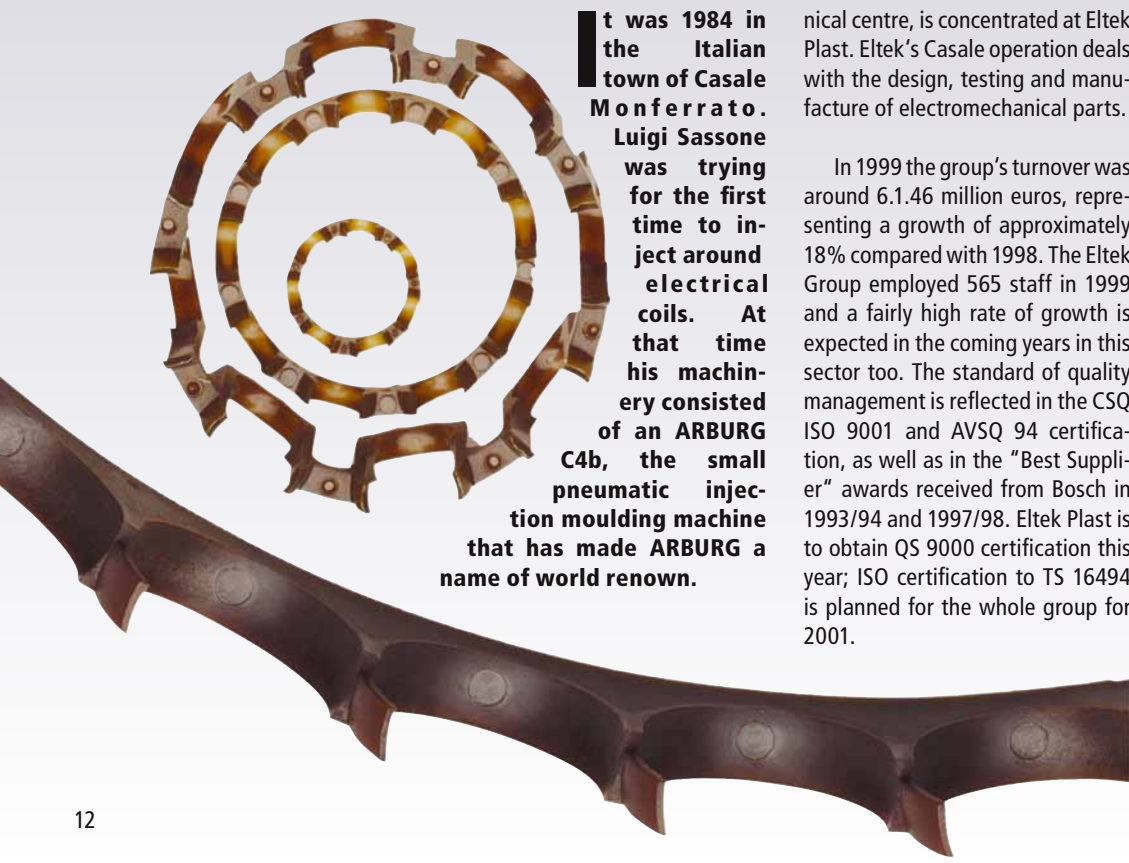 It was 1984 in
the Italian
town of Casale
Monferrato.
Luigi Sassone
was trying
for the first
time to in-
ject around
electrical
coils. At
that time
his machin-
ery consisted
of an ARBURG
C4b, the small
pneumatic injec-
tion moulding machine
that has made ARBURG a
name of world renown.
nical centre, is concentrated at Eltek
Plast. Eltek's Casale operation deals
with the design, testing and manu-
facture of electromechanical parts.
In 1999 the group's turnover was
around 6.1.46 million euros, repre-
senting a growth of approximately
18% compared with 1998. The Eltek
Group employed 565 staff in 1999
and a fairly high rate of growth is
expected in the coming years in this
sector too. The standard of quality
management is reflected in the CSQ
ISO 9001 and AVSQ 94 certifica-
tion, as well as in the "Best Suppli-
er" awards received from Bosch in
1993/94 and 1997/98. Eltek Plast is
to obtain QS 9000 certification this
year; ISO certification to TS 16494
is planned for the whole group for
2001.
12